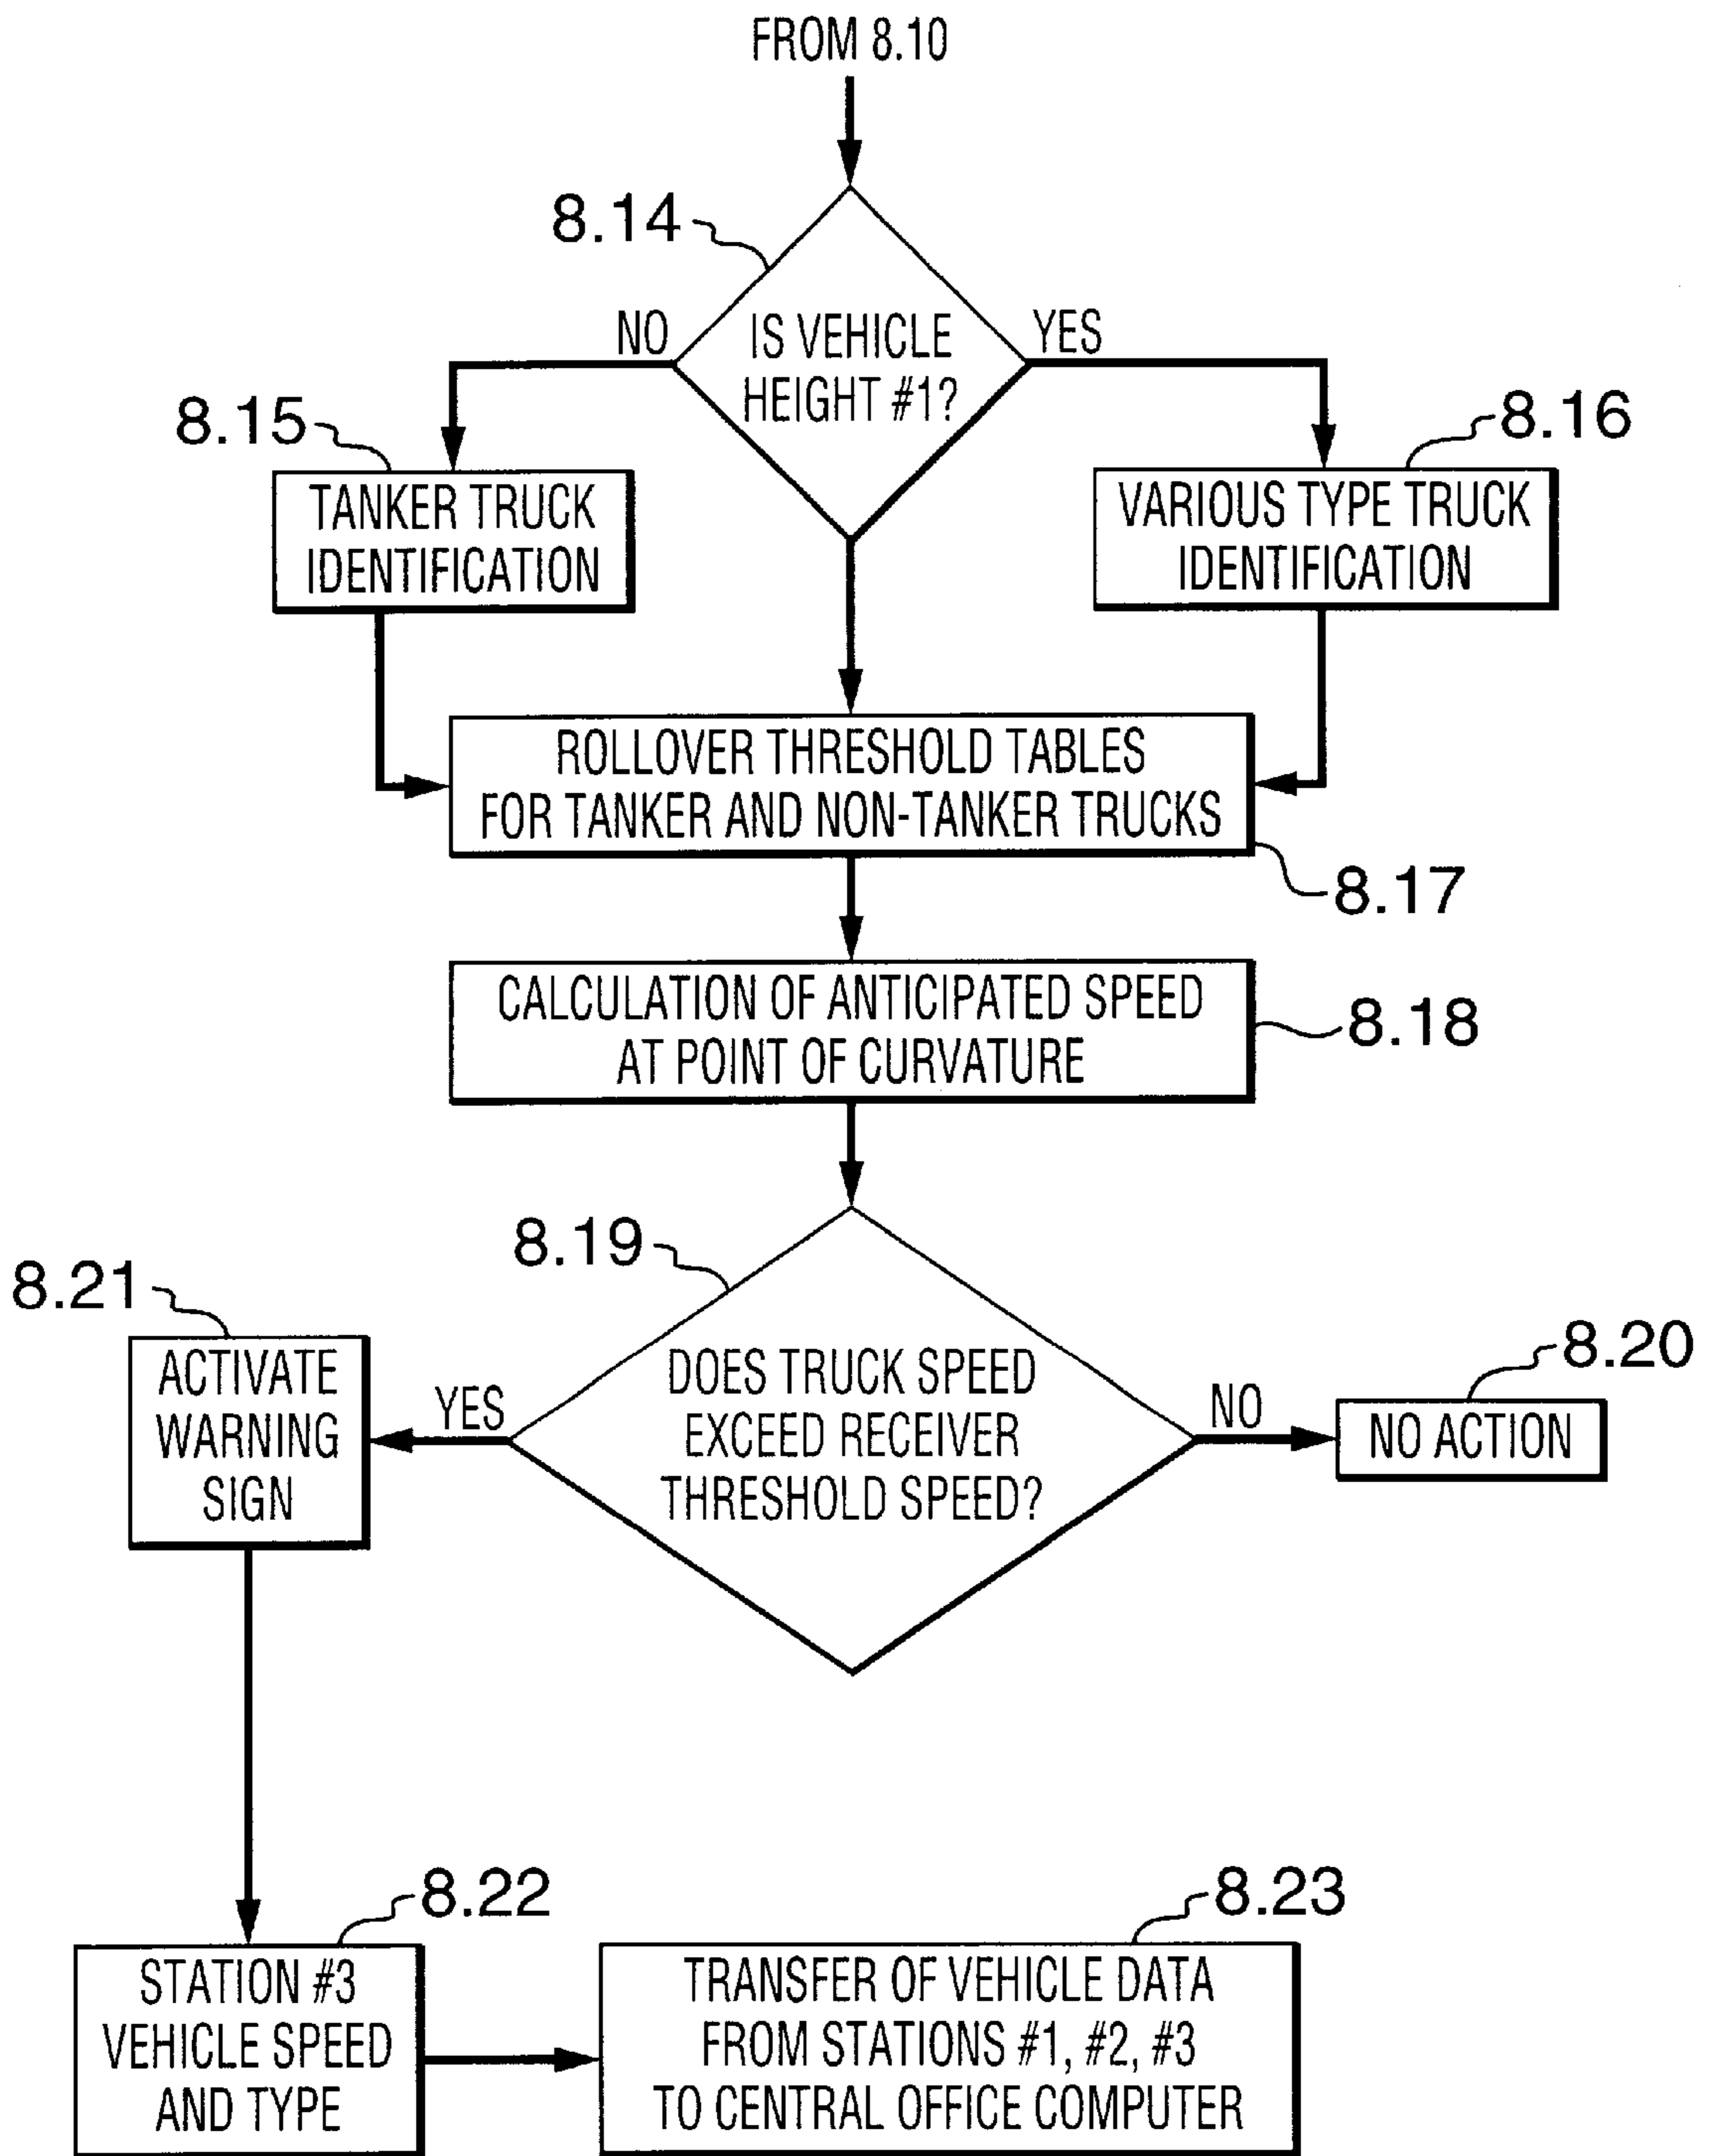 FROM 8.10
8.14
NO
IS VEHICLE
HEIGHT #1?
YES
8.15
TANKER TRUCK
IDENTIFICATION
8.16
VARIOUS TYPE TRUCK
IDENTIFICATION
ROLLOVER THRESHOLD TABLES
FOR TANKER AND NON-TANKER TRUCKS
8.17
CALCULATION OF ANTICIPATED SPEED
AT POINT OF CURVATURE
8.18
8.19
DOES TRUCK SPEED
EXCEED RECEIVER
THRESHOLD SPEED?
8.21
ACTIVATE
WARNING
SIGN
YES
NO
8.20
NO ACTION
8.22
STATION #3
VEHICLE SPEED
AND TYPE
8.23
TRANSFER OF VEHICLE DATA
FROM STATIONS #1, #2, #3
TO CENTRAL OFFICE COMPUTER